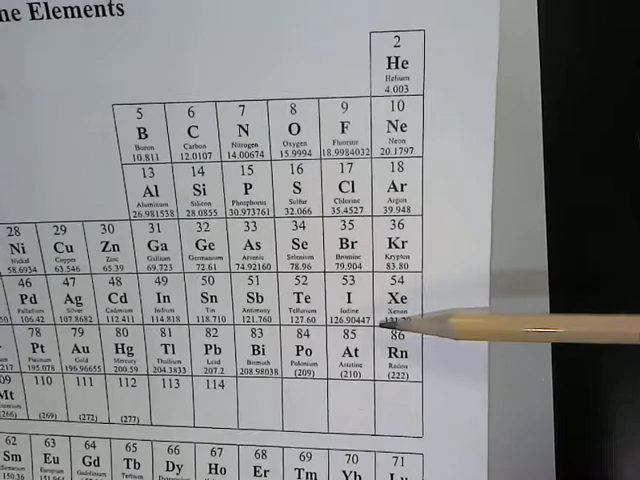 ne Elements
2
He
Helium
4.003
5 6 7 8 9 10
B C N O F Ne
Boron Carbon Nitrogen Oxygen Fluorine Neon
10.811 12.0107 14.00674 15.9994 18.9984032 20.1797
13 14 15 16 17 18
Al Si P S Cl Ar
Aluminum Silicon Phosphorus Sulfur Chlorine Argon
26.981538 28.0855 30.973761 32.066 35.4527 39.948
28 29 30 31 32 33 34 35 36
Ni Cu Zn Ga Ge As Se Br Kr
Nickel Copper Zinc Gallium Germanium Arsenic Selenium Bromine Krypton
58.6934 63.546 65.39 69.723 72.61 74.92160 78.96 79.904 83.80
46 47 48 49 50 51 52 53 54
Pd Ag Cd In Sn Sb Te I Xe
Palladium Silver Cadmium Indium Tin Antimony Tellurium Iodine Xenon
106.42 107.8682 112.411 114.818 118.710 121.760 127.60 126.90447
78 79 80 81 82 83 84 85 86
Pt Au Hg Tl Pb Bi Po At Rn
Platinum Gold Mercury Thallium Lead Bismuth Polonium Astatine Radon
217 195.078 196.96655 200.59 204.3833 207.2 208.98038 (209) (210) (222)
09 110 111 112 113 114
Mt
(266) (269) (272) (277)
62 63 64 65 66 67 68 69 70 71
Sm Eu Gd Tb Dy Ho Er Tm Yb Lu